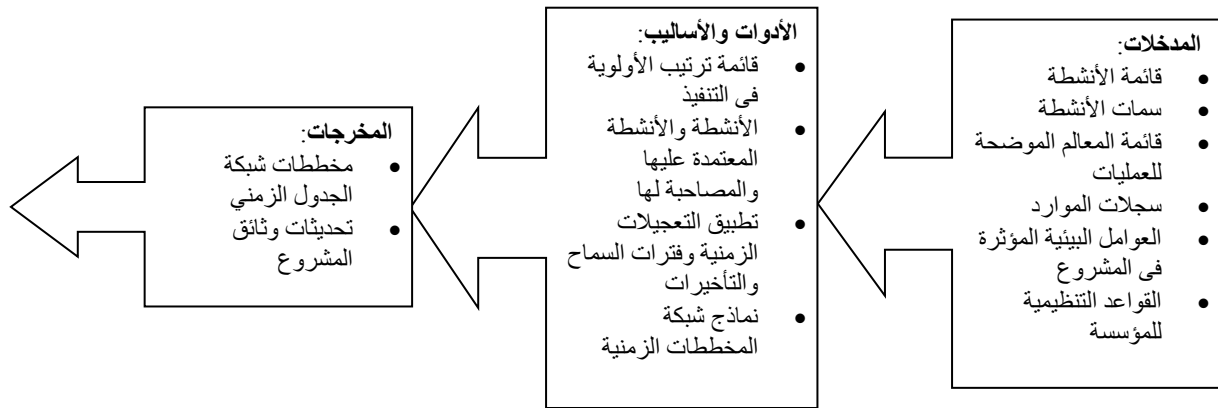 المدخلات:
• قائمة الأنشطة
• سمات الأنشطة
• قائمة المعالم الموضحة
للعمليات
• سجلات الموارد
• العوامل البيئية المؤثرة
فى المشروع
• القواعد التنظيمية
للمؤسسة
الأدوات والأساليب:
• قائمة ترتيب الأولوية
فى التنفيذ
• الأنشطة والأنشطة
المعتمدة عليها
والمصاحبة لها
• تطبيق التعجيلات
الزمنية وفترات السماح
والتأخيرات
• نماذج شبكة
المخططات الزمنية
المخرجات:
• مخططات شبكة
الجدول الزمني
• تحديثات وثائق
المشروع